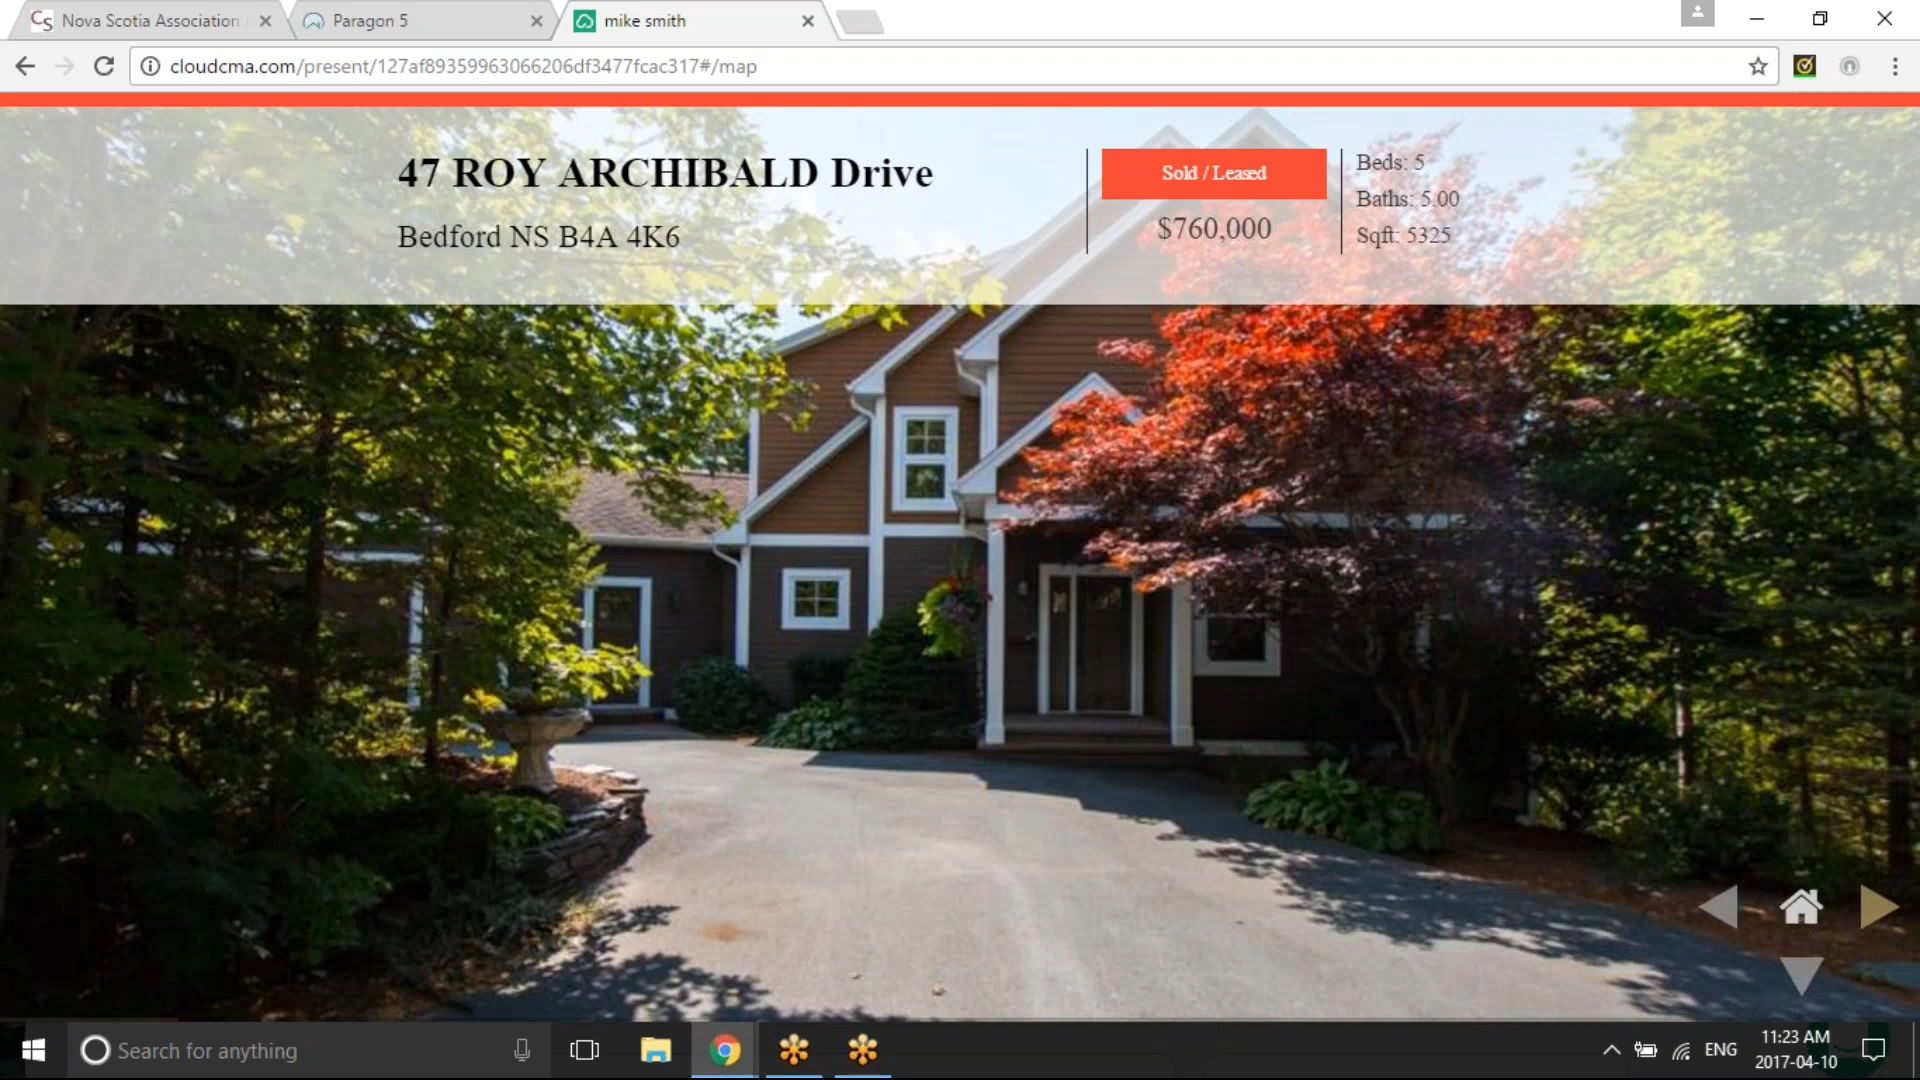 Nova Scotia Association
Paragon 5
mike smith
cloudcma.com/present/127af89359963066206df3477fcac317#/map
47 ROY ARCHIBALD Drive
Bedford NS B4A 4K6
Sold / Leased
$760,000
Beds: 5
Baths: 5.00
Sqft: 5325
Search for anything
ENG
11:23 AM
2017-04-10